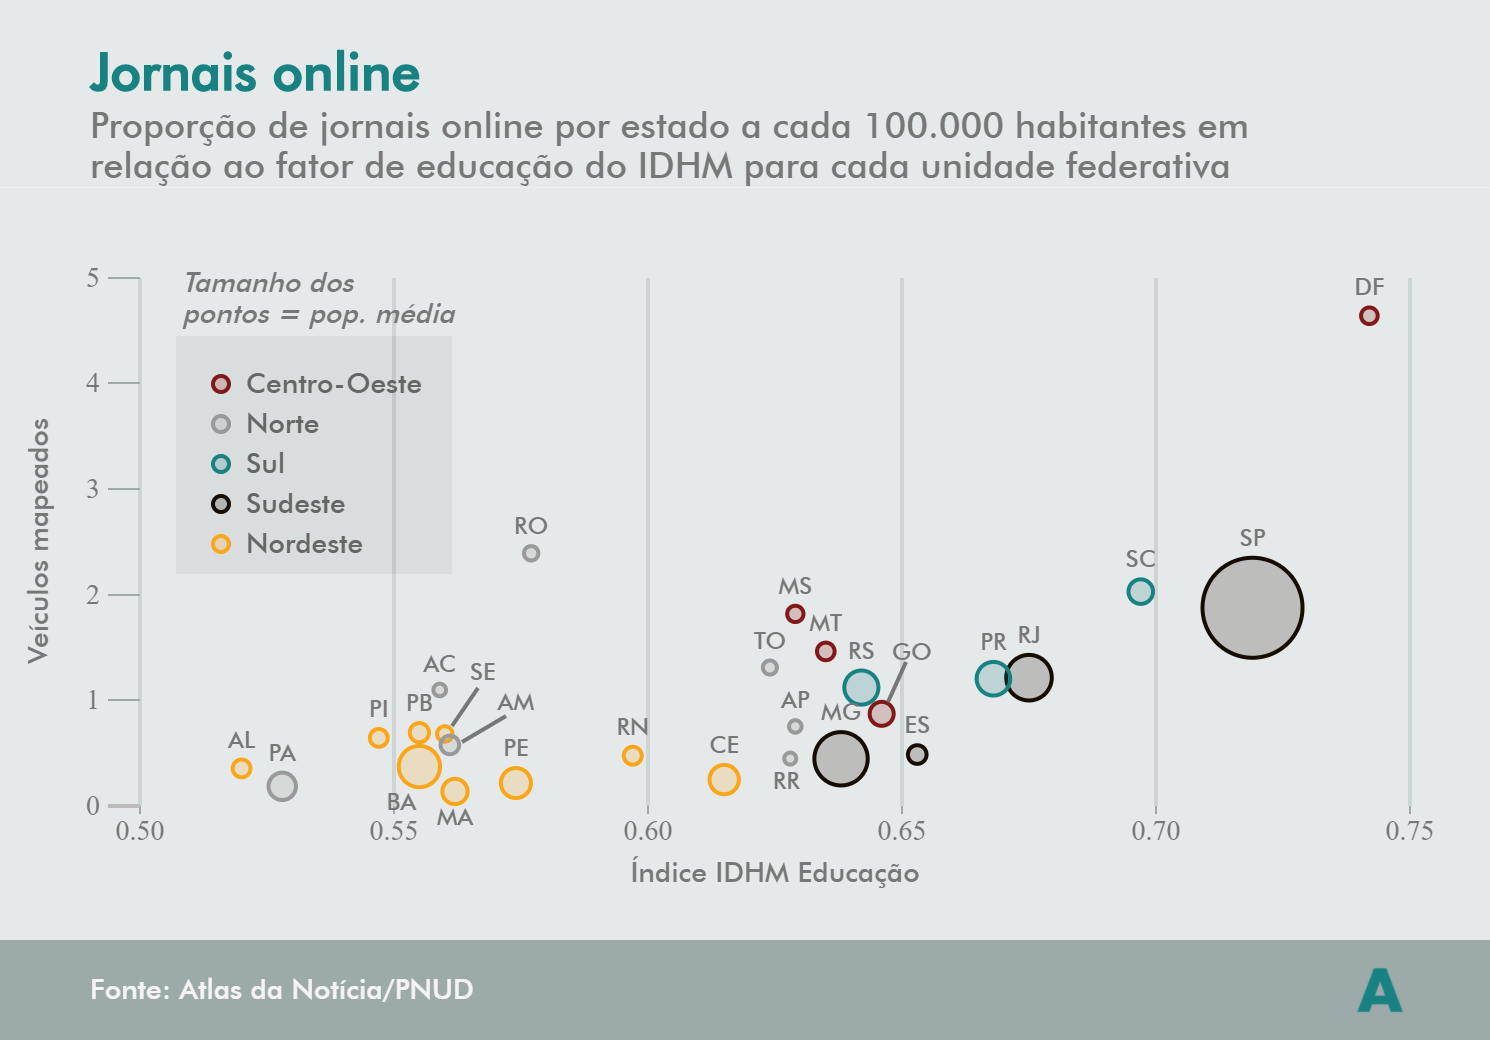 Jornais online
Proporção de jornais online por estado a cada 100.000 habitantes em
relação ao fator de educação do IDHM para cada unidade federativa
Tamanho dos
pontos = pop. média
Centro-Oeste
Norte
Sul
Sudeste
Nordeste
Veículos mapeados
5
4
3
2
1
0
DF
SP
SC
RO
MS
MT
TO
RS
GO
PR
RJ
AC
SE
AM
PI
PB
AP
MG
ES
RN
CE
PE
AL
PA
RR
BA
MA
0.50
0.55
0.60
0.65
0.70
0.75
Índice IDHM Educação
Fonte: Atlas da Notícia/PNUD
A